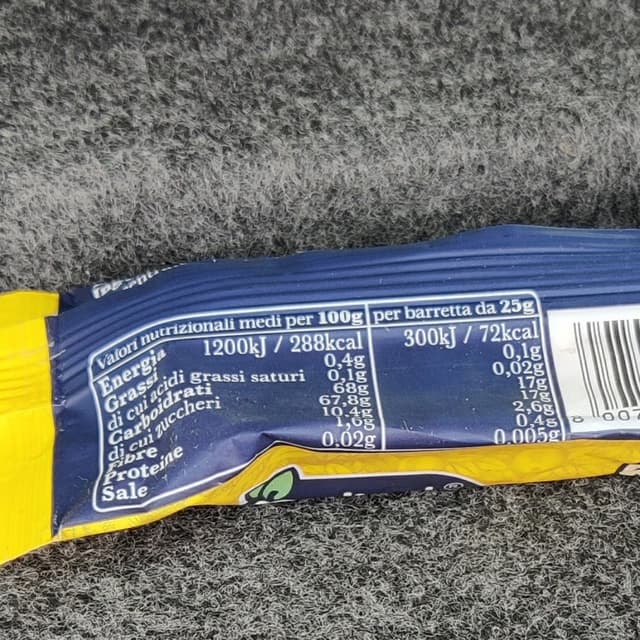 Valori nutrizionali medi per 100g per barretta da 25g
Energia 1200kJ / 288kcal 300kJ / 72kcal
Grassi 0,4g 0,1g
di cui acidi grassi saturi 0,1g 0,02g
Carboidrati 68g 17g
di cui zuccheri 67,8g 17g
Fibre 10,4g 2,6g
Proteine 1,6g 0,4g
Sale 0,02g 0,005g